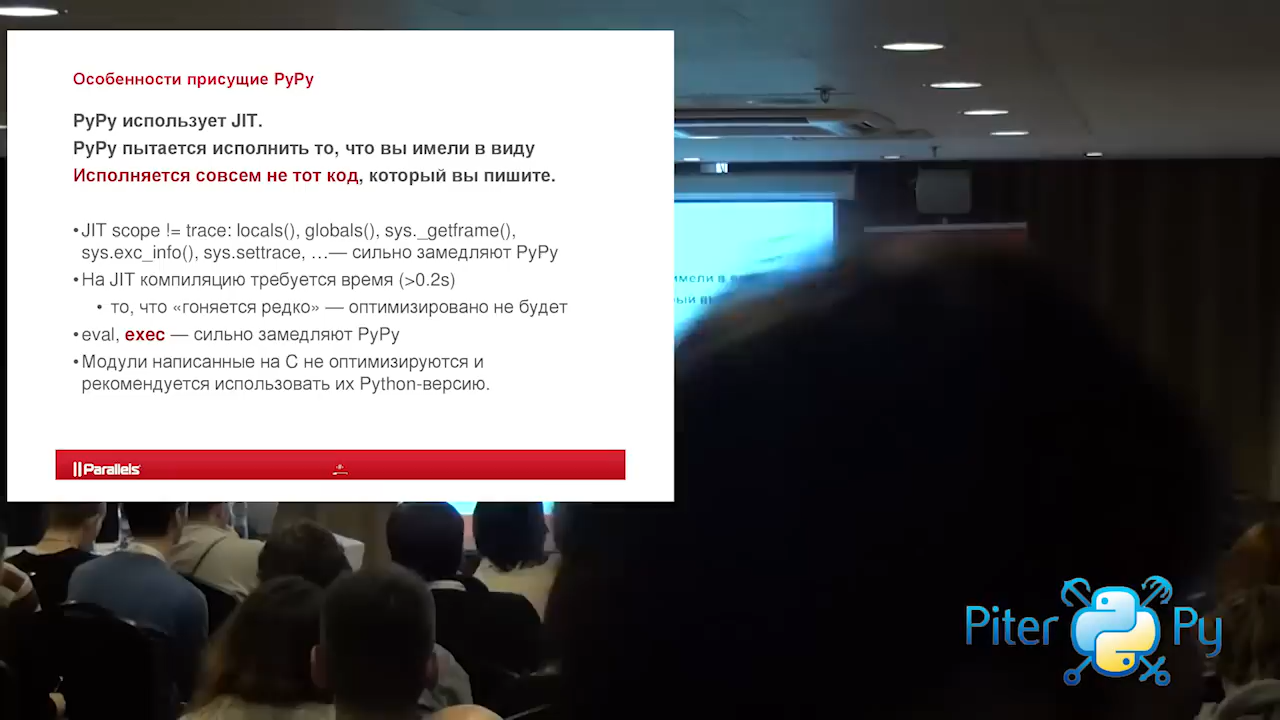 Особенности присущие PyPy
PyPy использует JIT.
PyPy пытается исполнить то, что вы имели в виду
Исполняется совсем не тот код, который вы пишите.
•JIT scope != trace: locals(), globals(), sys._getframe(),
sys.exc_info(), sys.settrace, …— сильно замедляют PyPy
•На JIT компиляцию требуется время (>0.2s)
• то, что «гоняется редко» — оптимизировано не будет
•eval, exec — сильно замедляют PyPy
•Модули написанные на C не оптимизируются и
рекомендуется использовать их Python-версию.
Parallels
имели в
Piter Py